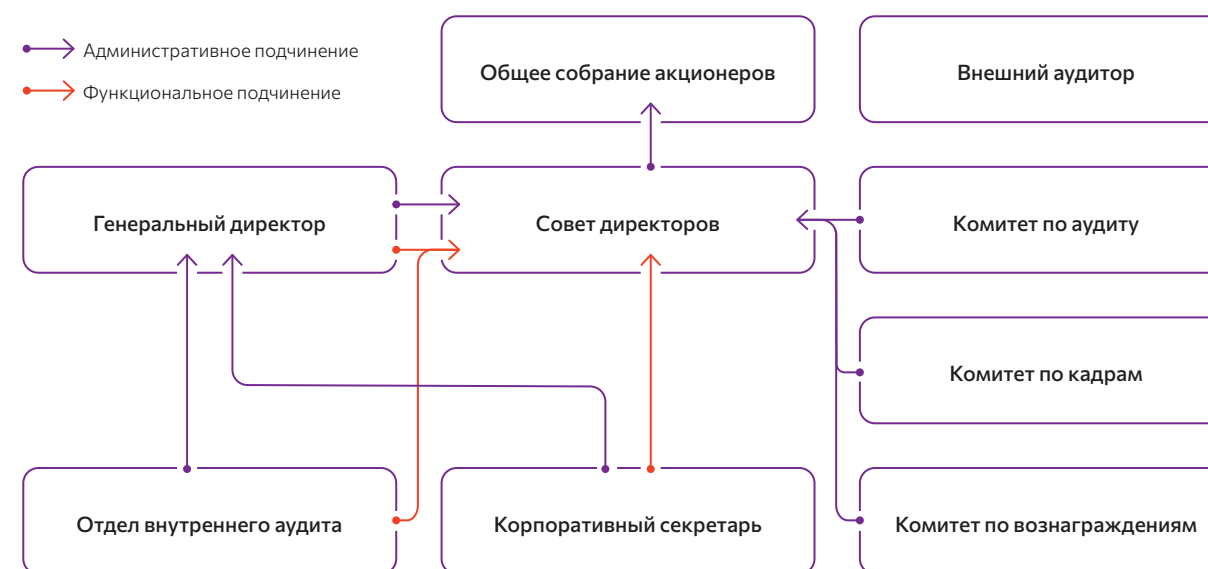 Административное подчинение
Функциональное подчинение
Общее собрание акционеров
Внешний аудитор
Генеральный директор
Совет директоров
Комитет по аудиту
Комитет по кадрам
Отдел внутреннего аудита
Корпоративный секретарь
Комитет по вознаграждениям